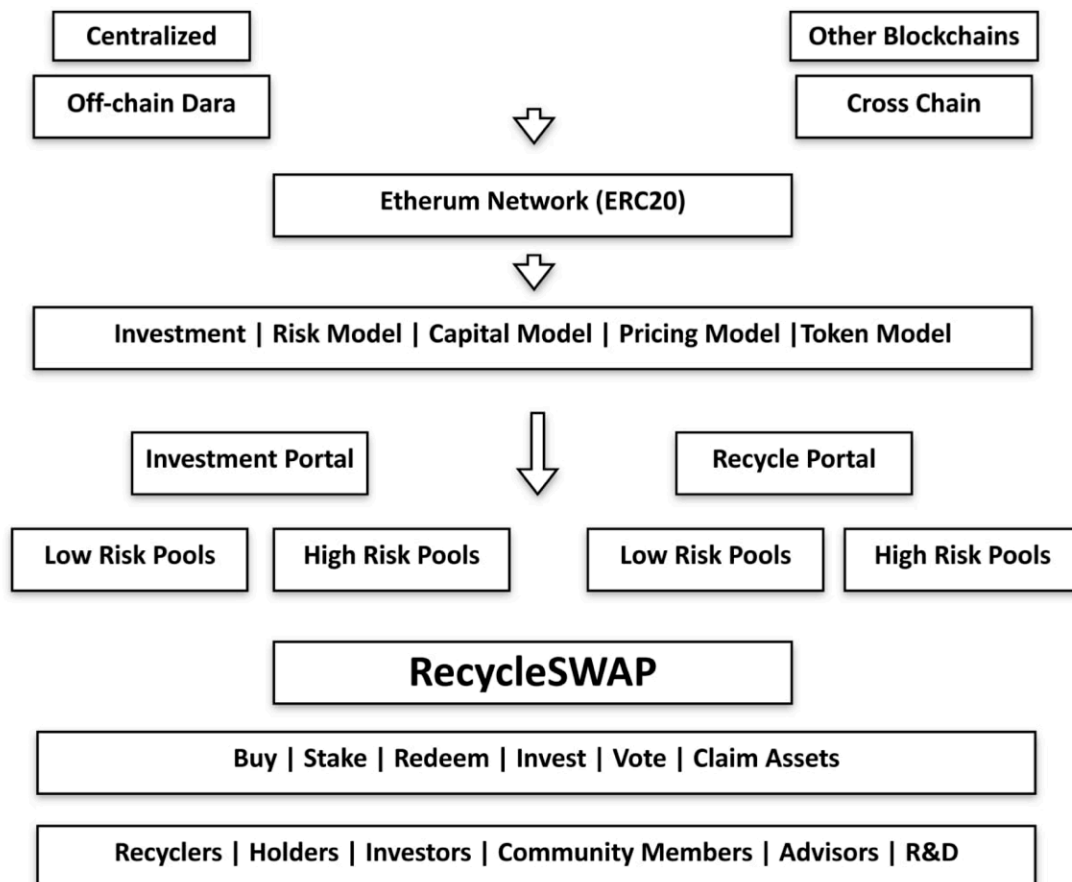 Centralized
Other Blockchains
Off-chain Dara
Cross Chain
Etherum Network (ERC20)
Investment | Risk Model | Capital Model | Pricing Model |Token Model
Investment Portal
Recycle Portal
Low Risk Pools
High Risk Pools
Low Risk Pools
High Risk Pools
RecycleSWAP
Buy | Stake | Redeem | Invest | Vote | Claim Assets
Recyclers | Holders | Investors | Community Members | Advisors | R&D